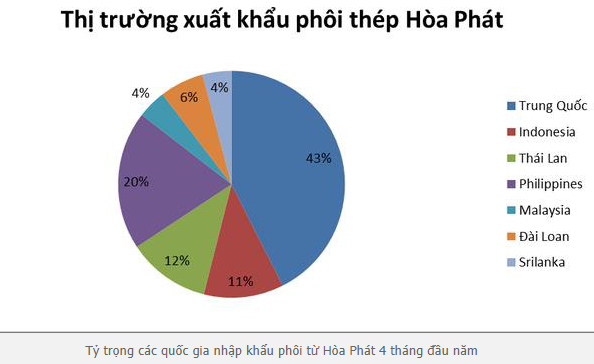 Thị trường xuất khẩu phôi thép Hòa Phát
4%
6%
4%
43%
20%
12%
11%
Trung Quốc
Indonesia
Thái Lan
Philippines
Malaysia
Đài Loan
Srilanka
Tỷ trọng các quốc gia nhập khẩu phôi từ Hòa Phát 4 tháng đầu năm